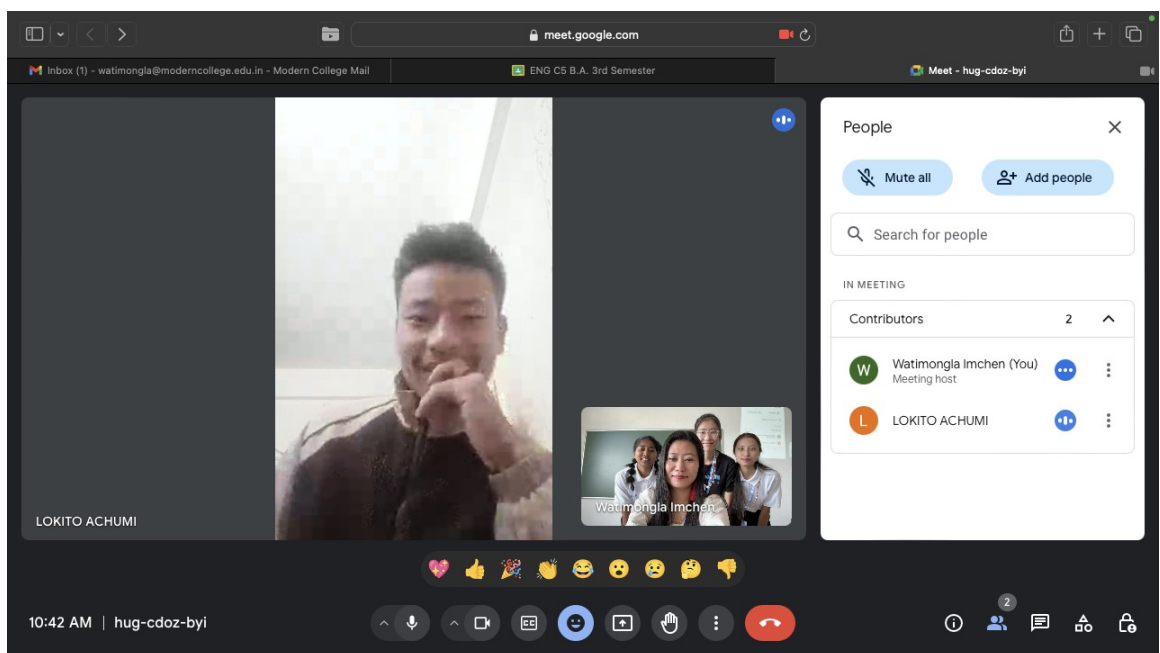 meet.google.com
Inbox (1) - watimongla@moderncollege.edu.in - Modern College Mail
ENG C5 B.A. 3rd Semester
Meet - hug-cdoz-byi
People
Mute all
Add people
Search for people
IN MEETING
Contributors 2
W Watimongla Imchen (You)
Meeting host
L LOKITO ACHUMI
Watimongla Imchen
LOKITO ACHUMI
10:42 AM | hug-cdoz-byi
CC
2